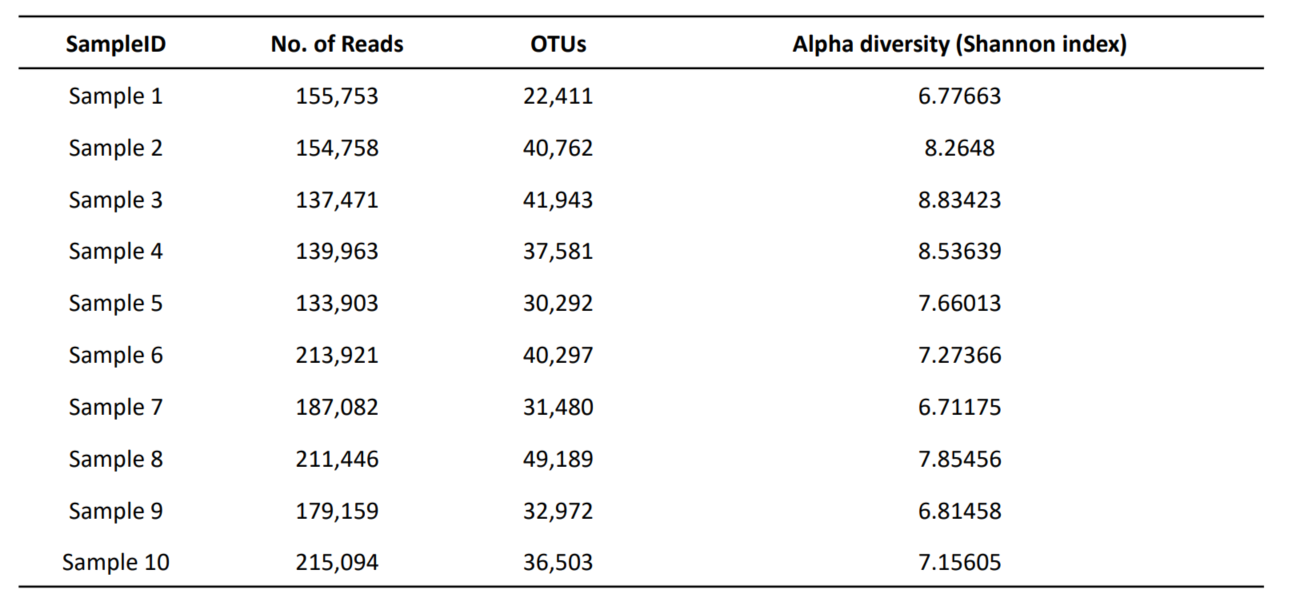 SampleID No. of Reads OTUs Alpha diversity (Shannon index)
Sample 1 155,753 22,411 6.77663
Sample 2 154,758 40,762 8.2648
Sample 3 137,471 41,943 8.83423
Sample 4 139,963 37,581 8.53639
Sample 5 133,903 30,292 7.66013
Sample 6 213,921 40,297 7.27366
Sample 7 187,082 31,480 6.71175
Sample 8 211,446 49,189 7.85456
Sample 9 179,159 32,972 6.81458
Sample 10 215,094 36,503 7.15605